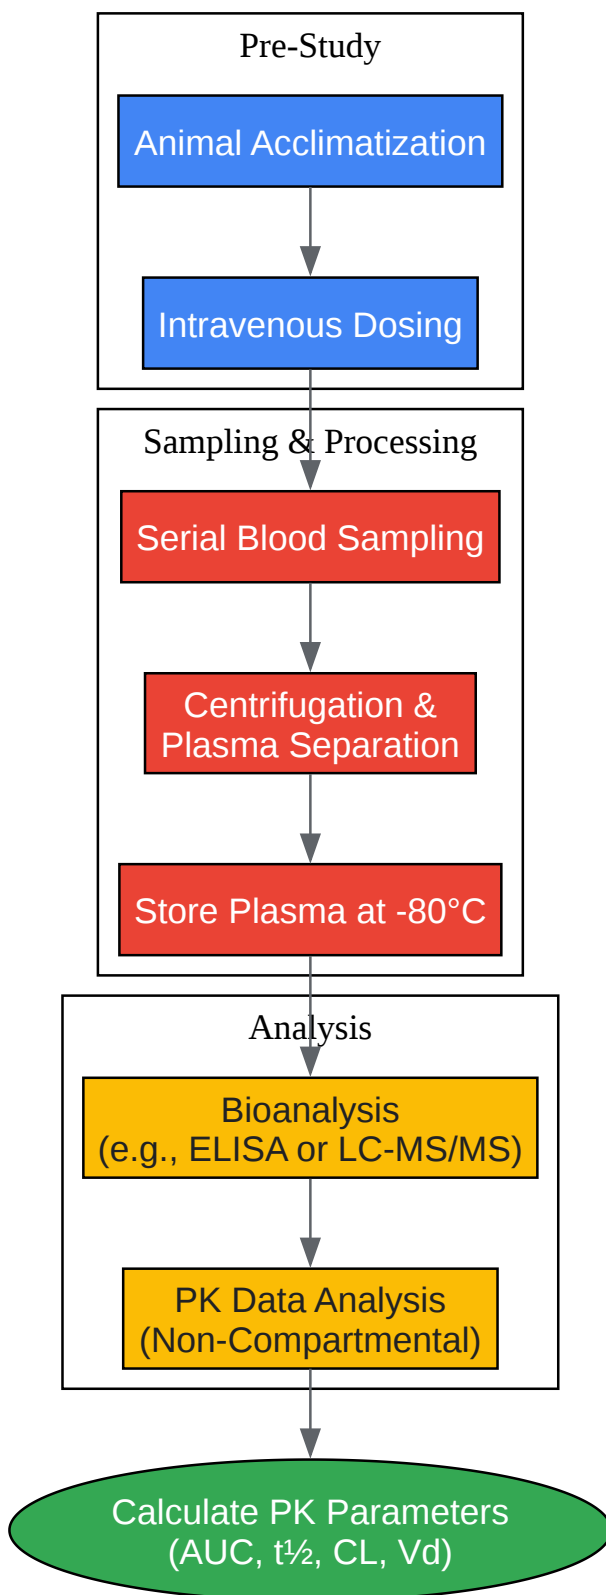 Pre-Study
Animal Acclimatization
Intravenous Dosing
Sampling & Processing
Serial Blood Sampling
Centrifugation &
Plasma Separation
Store Plasma at -80°C
Analysis
Bioanalysis
(e.g., ELISA or LC-MS/MS)
PK Data Analysis
(Non-Compartmental)
Calculate PK Parameters
(AUC, t½, CL, Vd)